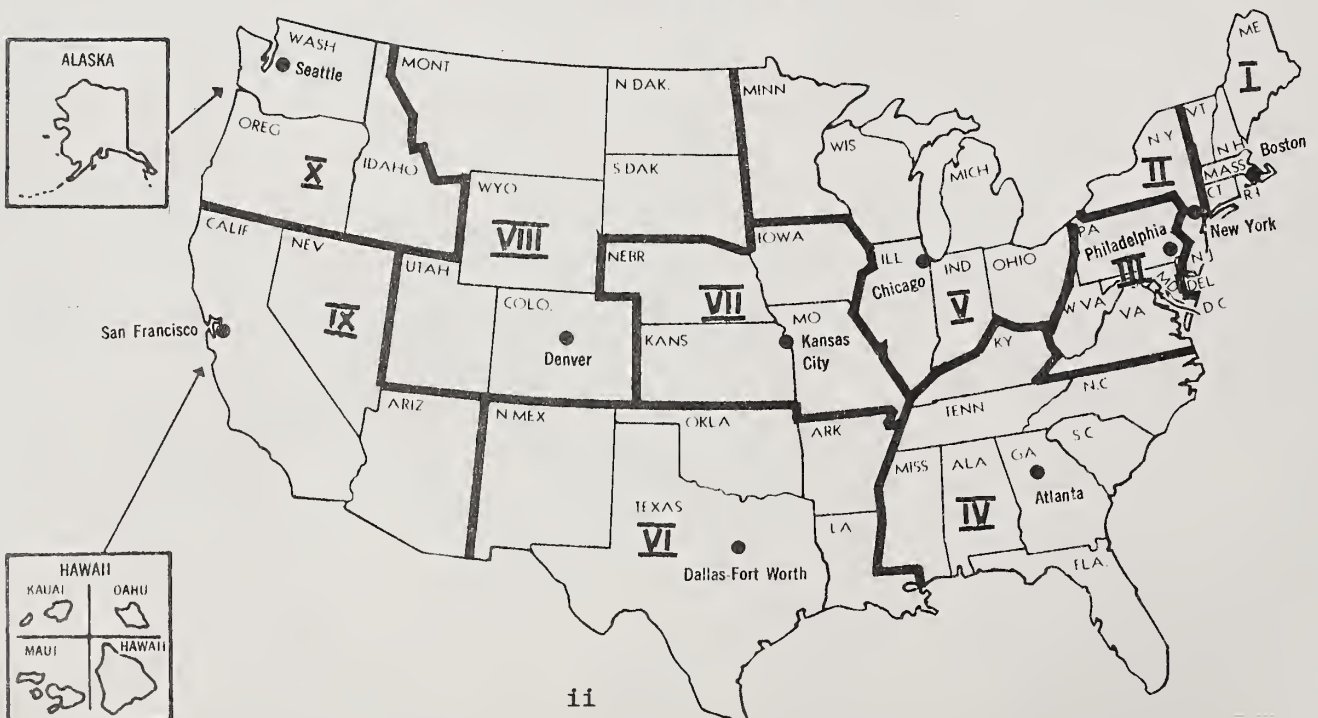 ALASKA
WASH
Seattle
OREG
X
IDAHO
MONT
N DAK.
S DAK
MINN
WIS
MICH
WYO
VIII
NEBR
IOWA
CALIF
NEV
UTAH
COLO.
IX
San Francisco
Denver
VII
KANS
MO
Kansas
City
ILL
Chicago
IND
V
OHIO
KY
ME
I
VT
N H
N Y
II
MASS
Boston
CT
R I
New York
PA
Philadelphia
III
N J
MD
DEL
D C
W VA
VA
ARIZ
N MEX
OKLA
ARK
TENN
N.C
S C
MISS
ALA
GA
Atlanta
IV
TEXAS
VI
Dallas-Fort Worth
LA
FLA.
HAWAII
KAUAI
OAHU
MAUI
HAWAII
ii